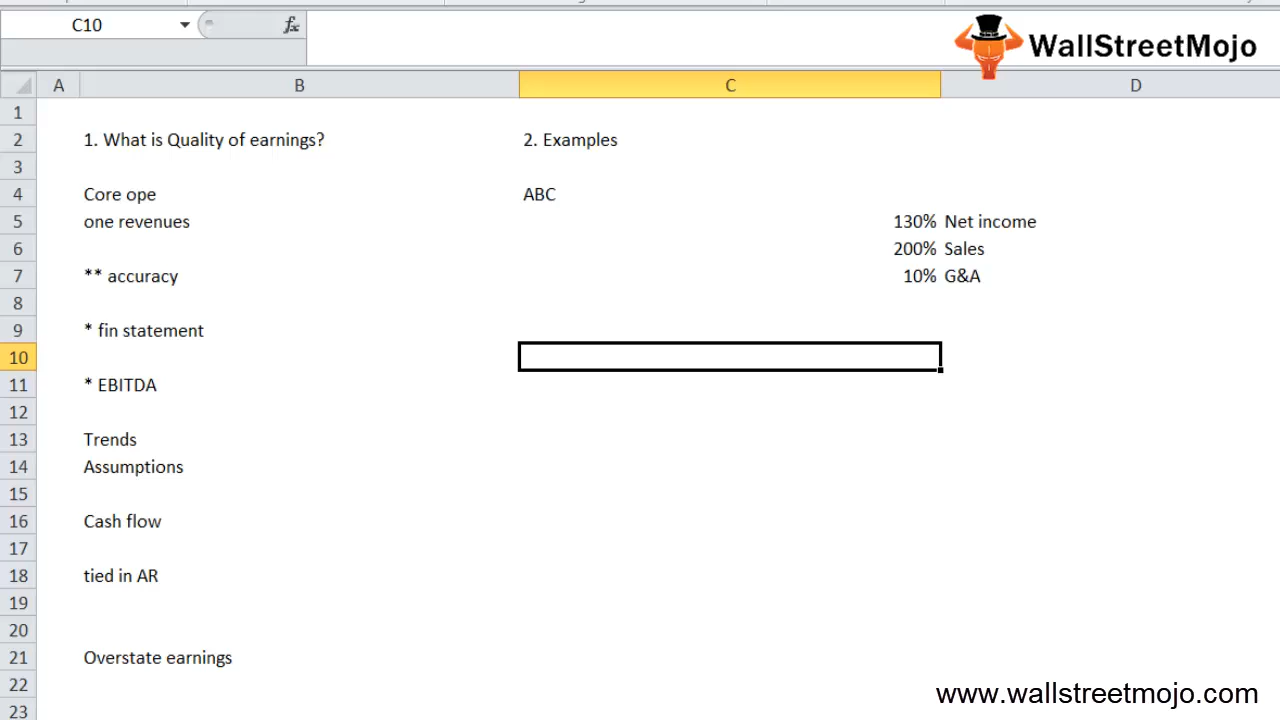 C10 fx
WallStreetMojo
A B C D
1
2 1. What is Quality of earnings? 2. Examples
3
4 Core ope ABC
5 one revenues 130% Net income
6 200% Sales
7 ** accuracy 10% G&A
8
9 * fin statement
10
11 * EBITDA
12
13 Trends
14 Assumptions
15
16 Cash flow
17
18 tied in AR
19
20
21 Overstate earnings
22
23
www.wallstreetmojo.com